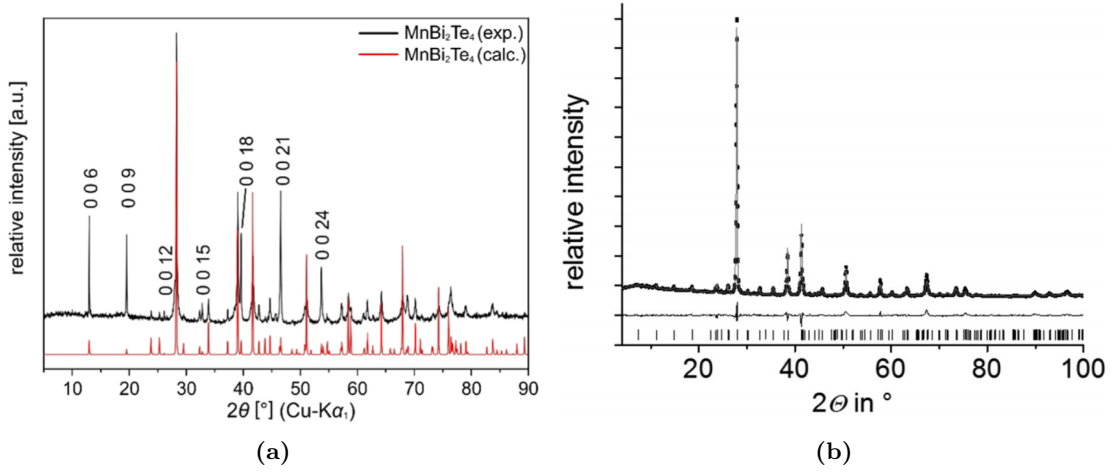 relative intensity [a.u.]
MnBi₂Te₄ (exp.)
MnBi₂Te₄ (calc.)
0 0 6
0 0 9
0 0 12
0 0 15
0 0 18
0 0 21
0 0 24
10 20 30 40 50 60 70 80 90
2θ [°] (Cu-Kα₁)
(a)
relative intensity
20 40 60 80 100
2Θ in °
(b)